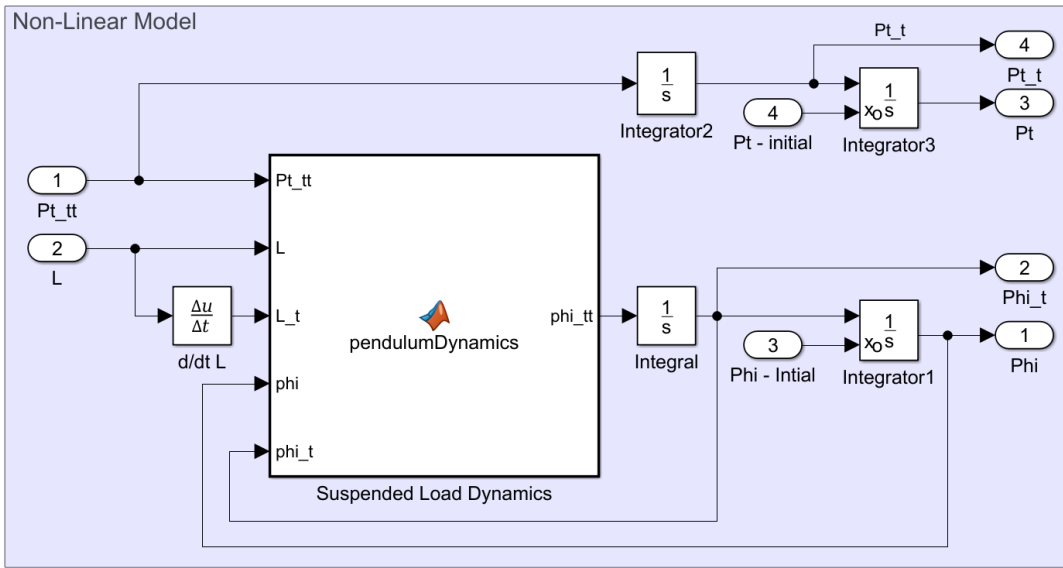 Non-Linear Model
Pt_t
4
Pt_t
1
s
Integrator2
4
Pt - initial
xo 1
s
Integrator3
3
Pt
1
Pt_tt
2
L
Δu
Δt
d/dt L
Pt_tt
L
L_t
phi
phi_t
pendulumDynamics
phi_tt
Suspended Load Dynamics
1
s
Integral
3
Phi - Intial
xo 1
s
Integrator1
2
Phi_t
1
Phi